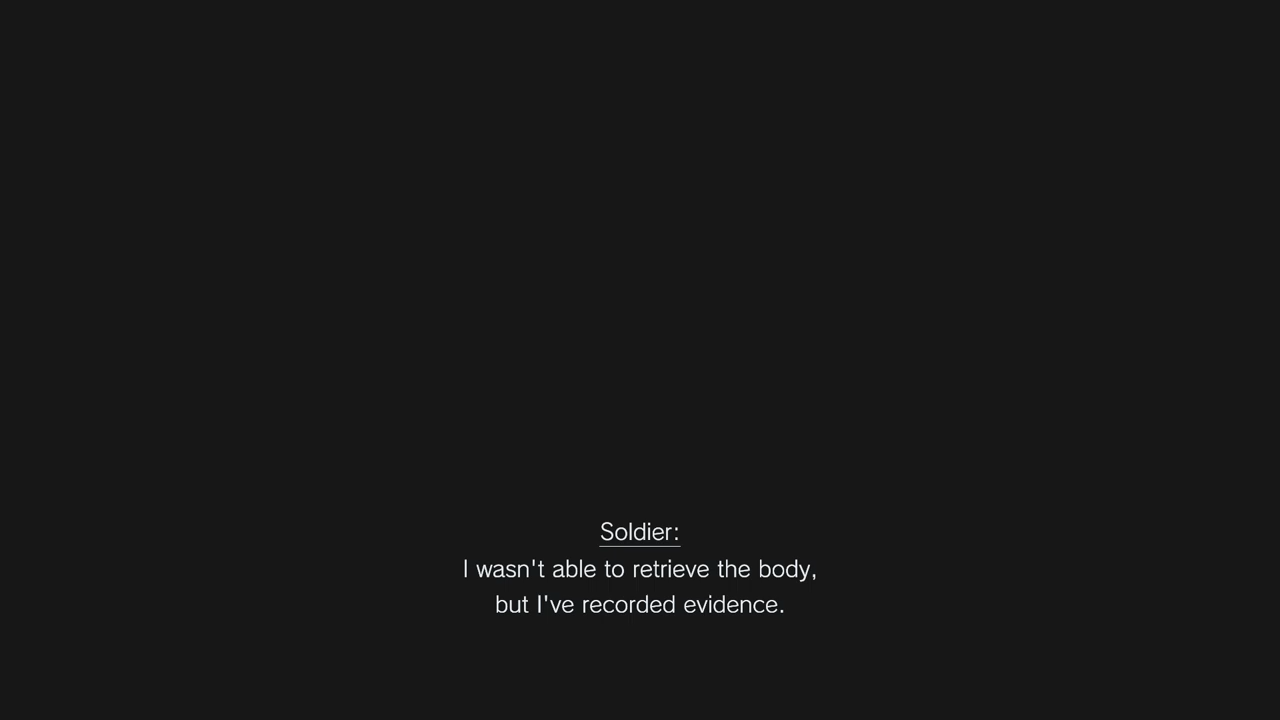 Soldier:
I wasn't able to retrieve the body,
but I've recorded evidence.